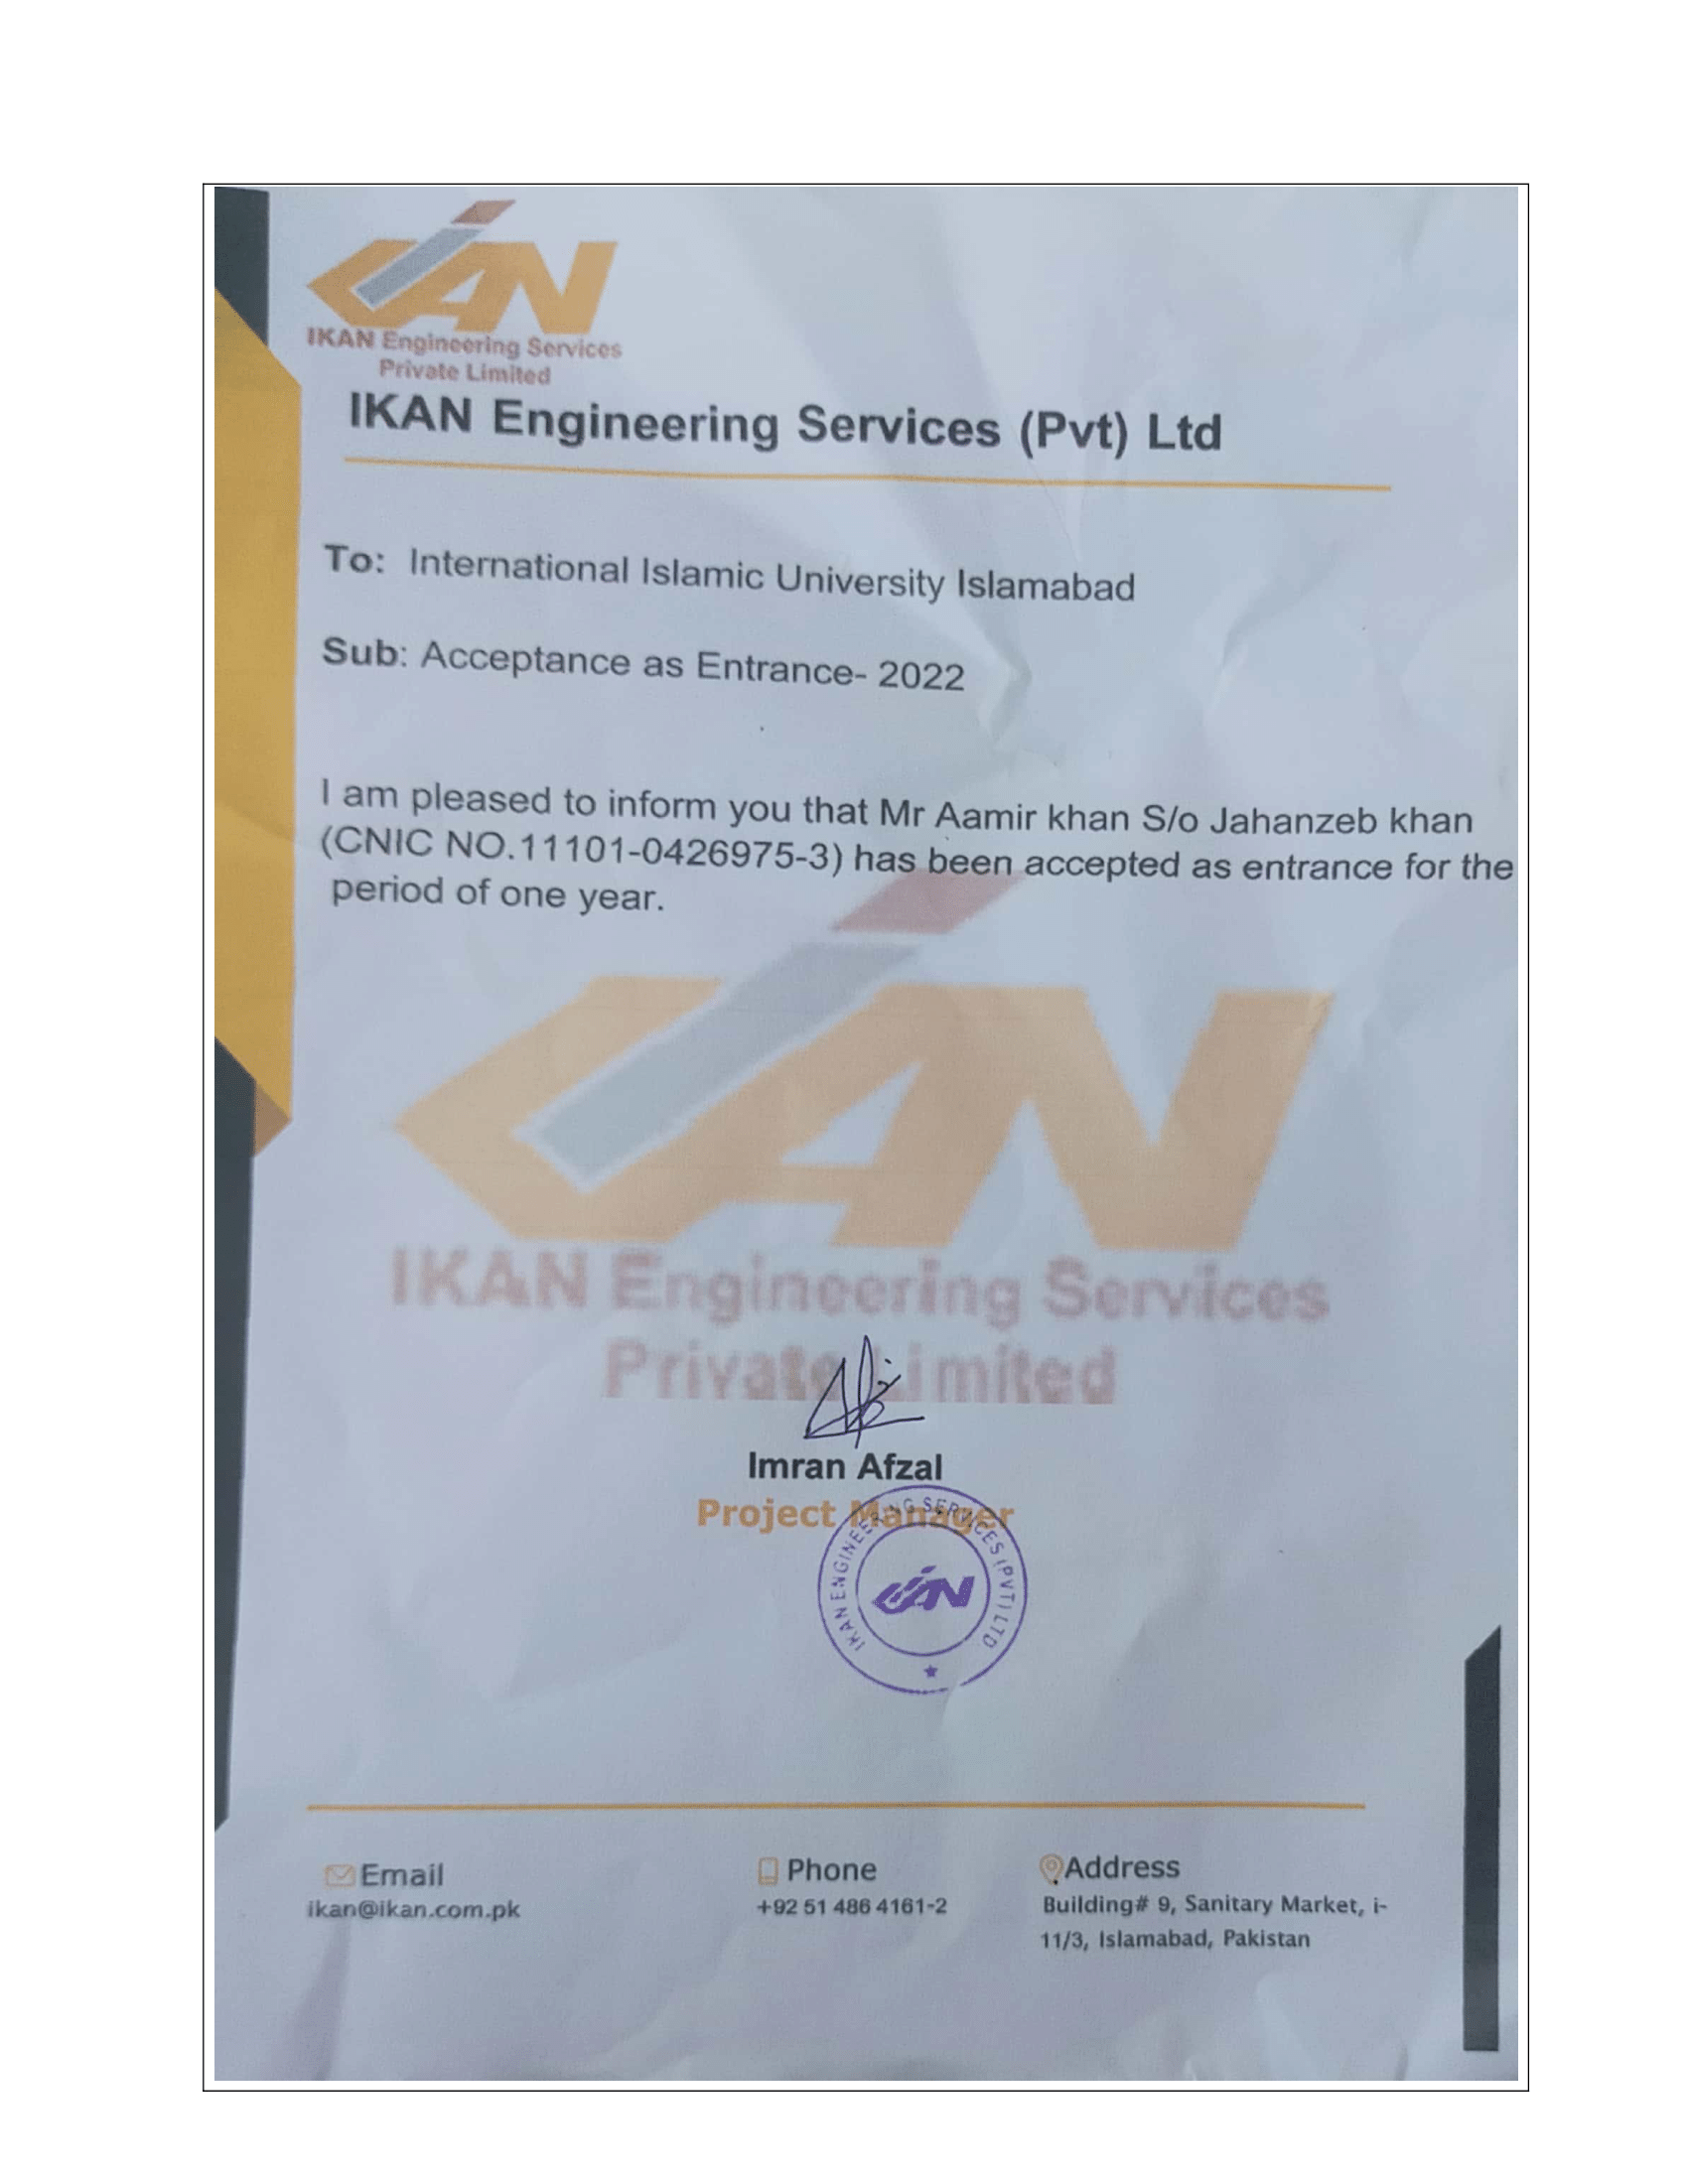 IKAN Engineering Services
Private Limited
IKAN Engineering Services (Pvt) Ltd
To: International Islamic University Islamabad
Sub: Acceptance as Entrance- 2022
I am pleased to inform you that Mr Aamir khan S/o Jahanzeb khan
(CNIC NO.11101-0426975-3) has been accepted as entrance for the
period of one year.
IKAN
IKAN Engineering Services
Private Limited
Imran Afzal
Project Manager
IKAN ENGINEERING SERVICES (PVT) LTD
IKAN
Email
ikan@ikan.com.pk
Phone
+92 51 486 4161-2
Address
Building# 9, Sanitary Market, i-
11/3, Islamabad, Pakistan